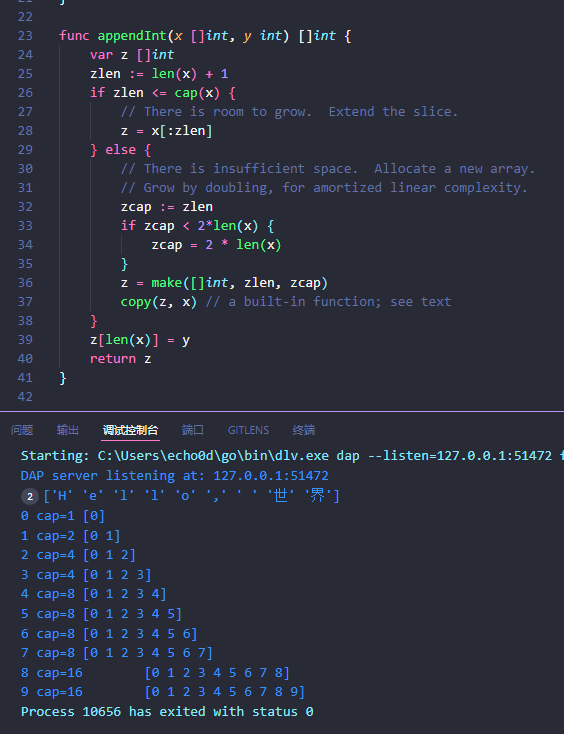 22
23 func appendInt(x []int, y int) []int {
24 var z []int
25 zlen := len(x) + 1
26 if zlen <= cap(x) {
27 // There is room to grow.  Extend the slice.
28 z = x[:zlen]
29 } else {
30 // There is insufficient space.  Allocate a new array.
31 // Grow by doubling, for amortized linear complexity.
32 zcap := zlen
33 if zcap < 2*len(x) {
34 zcap = 2 * len(x)
35 }
36 z = make([]int, zlen, zcap)
37 copy(z, x) // a built-in function; see text
38 }
39 z[len(x)] = y
40 return z
41 }
42
问题 输出 调试控制台 端口 GITLENS 终端
Starting: C:\Users\echo0d\go\bin\dlv.exe dap --listen=127.0.0.1:51472 f
DAP server listening at: 127.0.0.1:51472
2 ['H' 'e' 'l' 'l' 'o' ',' ' ' '世' '界']
0 cap=1 [0]
1 cap=2 [0 1]
2 cap=4 [0 1 2]
3 cap=4 [0 1 2 3]
4 cap=8 [0 1 2 3 4]
5 cap=8 [0 1 2 3 4 5]
6 cap=8 [0 1 2 3 4 5 6]
7 cap=8 [0 1 2 3 4 5 6 7]
8 cap=16 [0 1 2 3 4 5 6 7 8]
9 cap=16 [0 1 2 3 4 5 6 7 8 9]
Process 10656 has exited with status 0